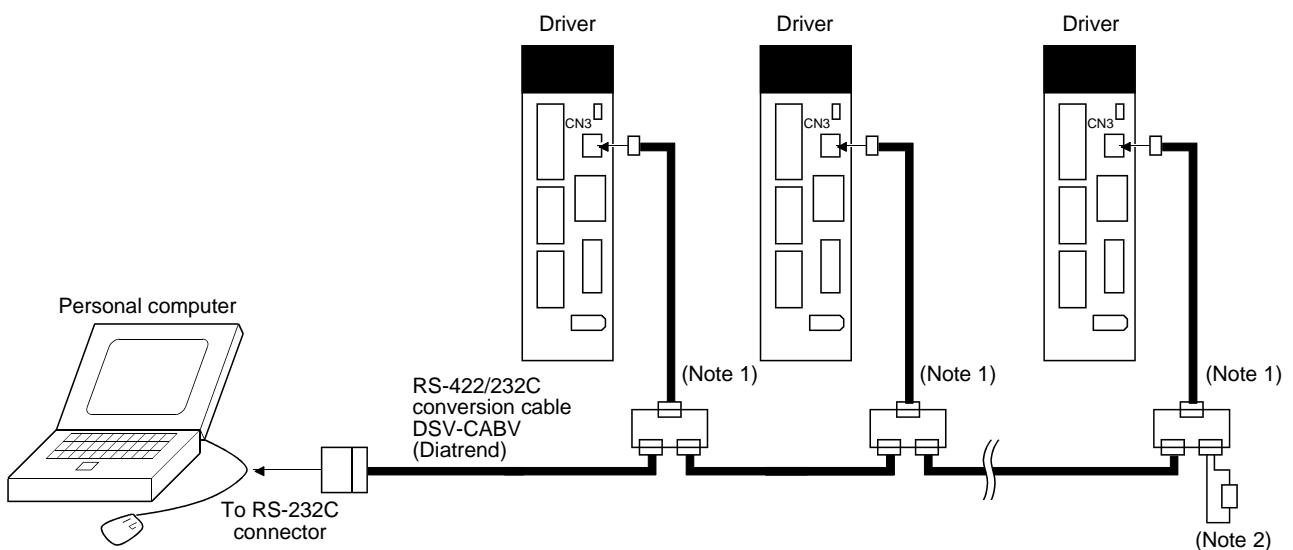 Driver
Driver
Driver
CN3
CN3
CN3
Personal computer
RS-422/232C
conversion cable
DSV-CABV
(Diatrend)
(Note 1)
(Note 1)
(Note 1)
To RS-232C
connector
(Note 2)